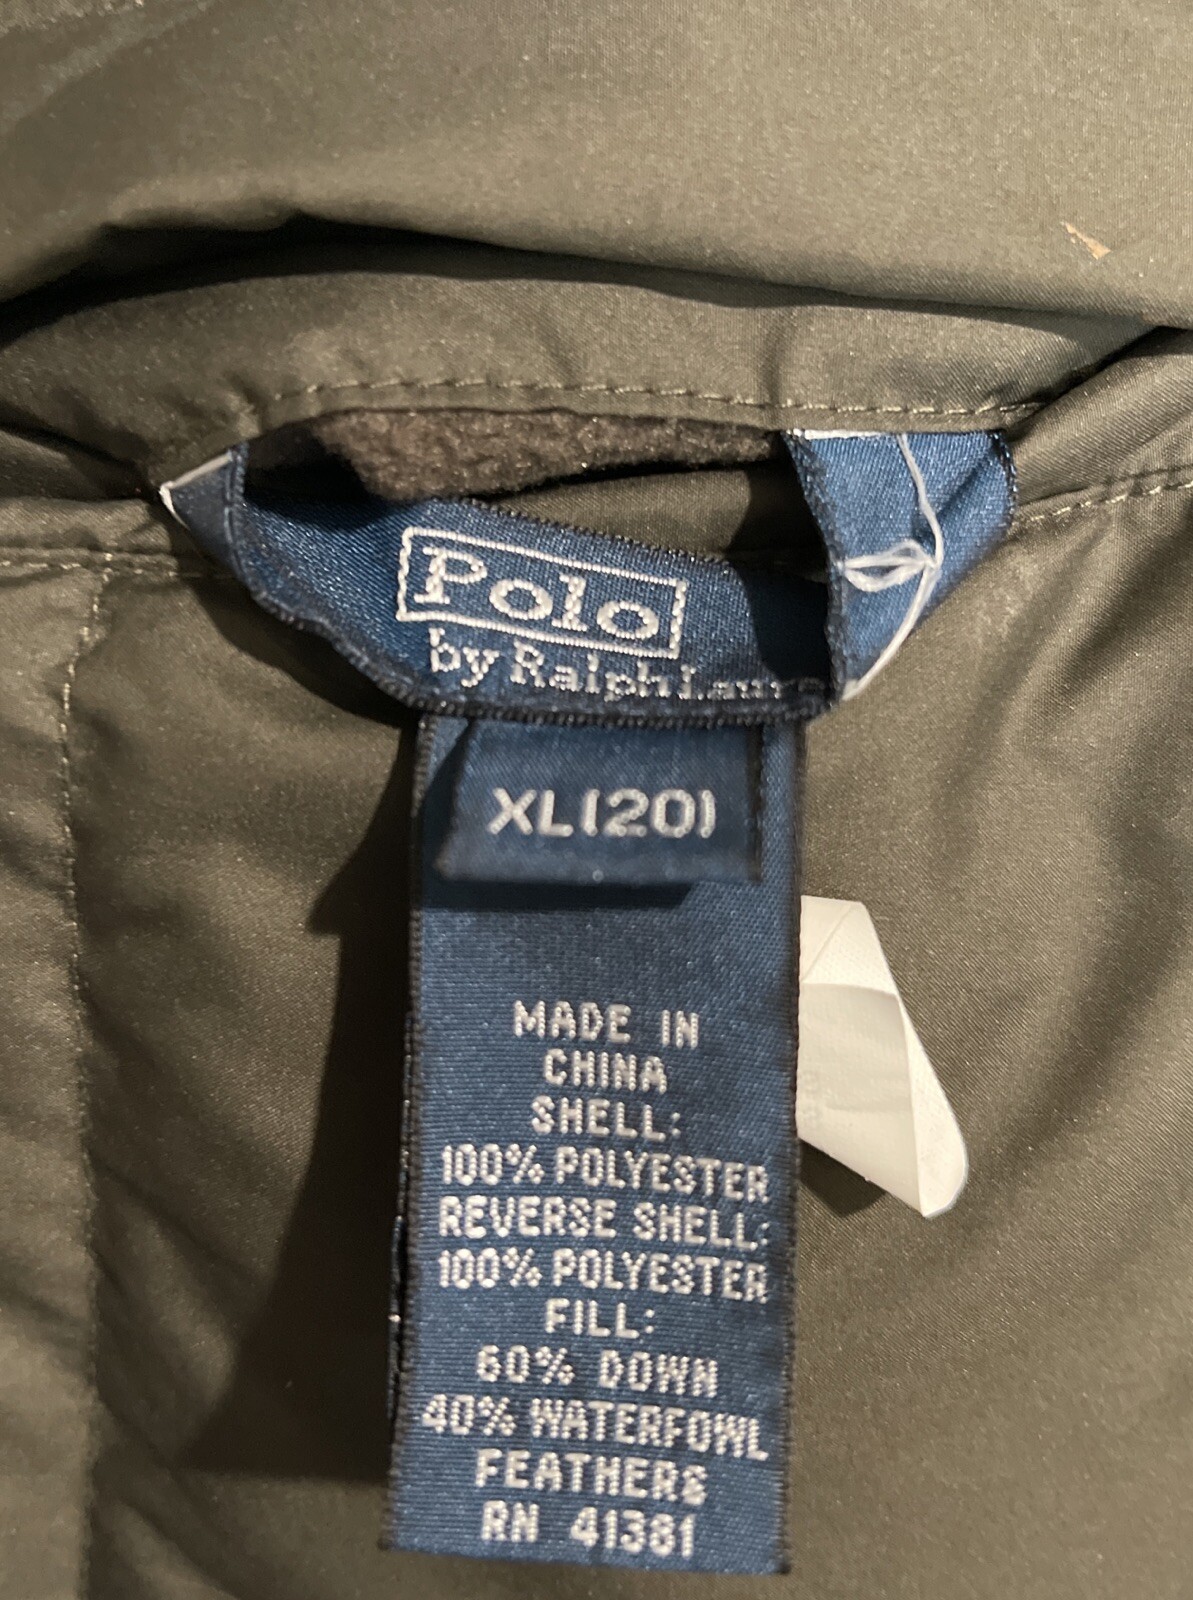 Polo
by Ralph Laure
XL(20)
MADE IN
CHINA
SHELL:
100% POLYESTER
REVERSE SHELL:
100% POLYESTER
FILL:
60% DOWN
40% WATERFOWL
FEATHERS
RN 41381